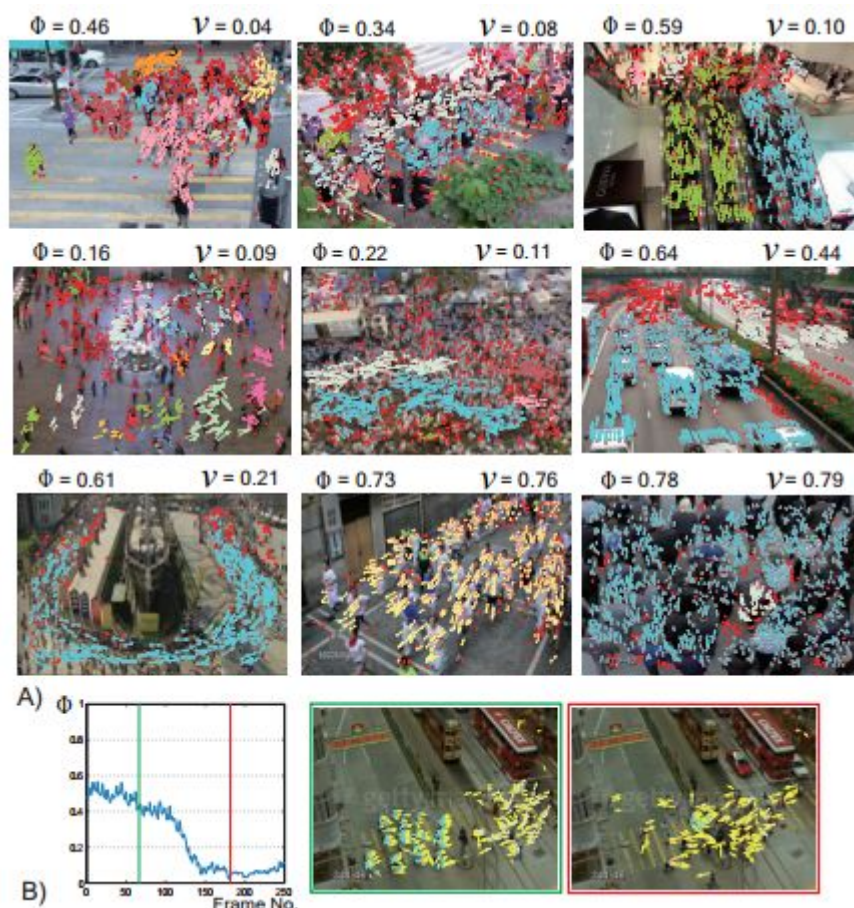 Φ = 0.46 ν = 0.04 Φ = 0.34 ν = 0.08 Φ = 0.59 ν = 0.10
Φ = 0.16 ν = 0.09 Φ = 0.22 ν = 0.11 Φ = 0.64 ν = 0.44
Φ = 0.61 ν = 0.21 Φ = 0.73 ν = 0.76 Φ = 0.78 ν = 0.79
A)
Φ
1
0.8
0.6
0.4
0.2
0
0 50 100 150 200 250
B)
Frame No.